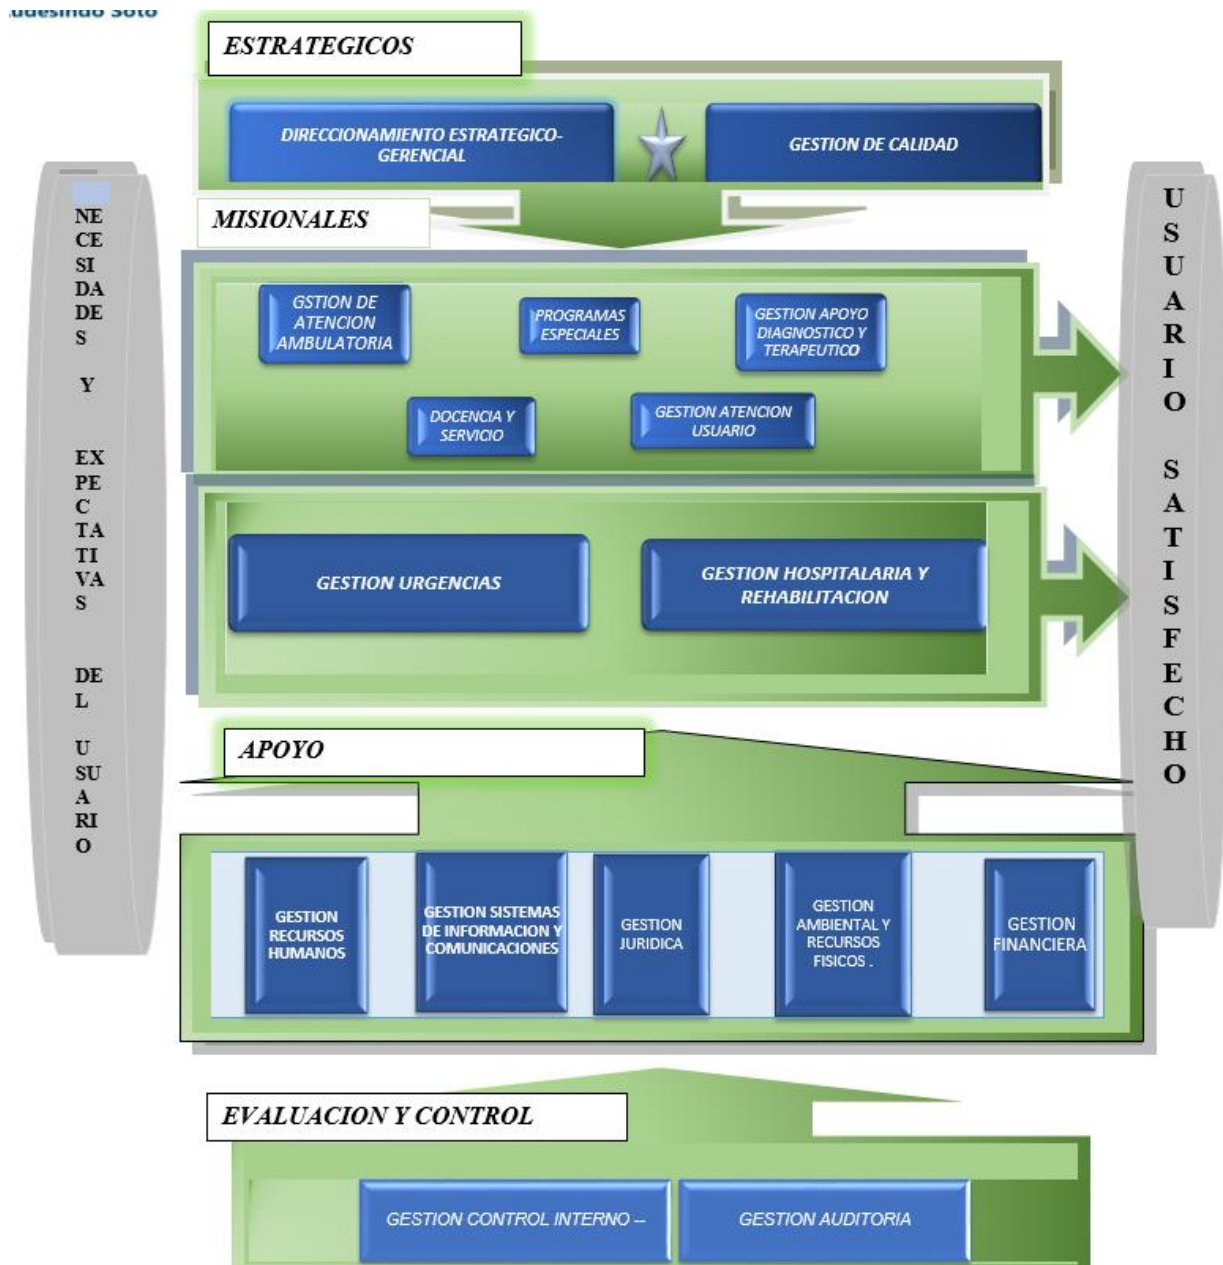 udesindo Soto
ESTRATEGICOS
DIRECCIONAMIENTO ESTRATEGICO-
GERENCIAL
GESTION DE CALIDAD
MISIONALES
NE
CE
SI
DA
DE
S
Y
EX
PE
C
TA
TI
VA
S
DE
L
U
SU
A
RI
O
GSTION DE
ATENCION
AMBULATORIA
PROGRAMAS
ESPECIALES
GESTION APOYO
DIAGNOSTICO Y
TERAPEUTICO
DOCENCIA Y
SERVICIO
GESTION ATENCION
USUARIO
GESTION URGENCIAS
GESTION HOSPITALARIA Y
REHABILITACION
U
S
U
A
R
I
O
S
A
T
I
S
F
E
C
H
O
APOYO
GESTION
RECURSOS
HUMANOS
GESTION SISTEMAS
DE INFORMACION Y
COMUNICACIONES
GESTION
JURIDICA
GESTION
AMBIENTAL Y
RECURSOS
FISICOS .
GESTION
FINANCIERA
EVALUACION Y CONTROL
GESTION CONTROL INTERNO --
GESTION AUDITORIA